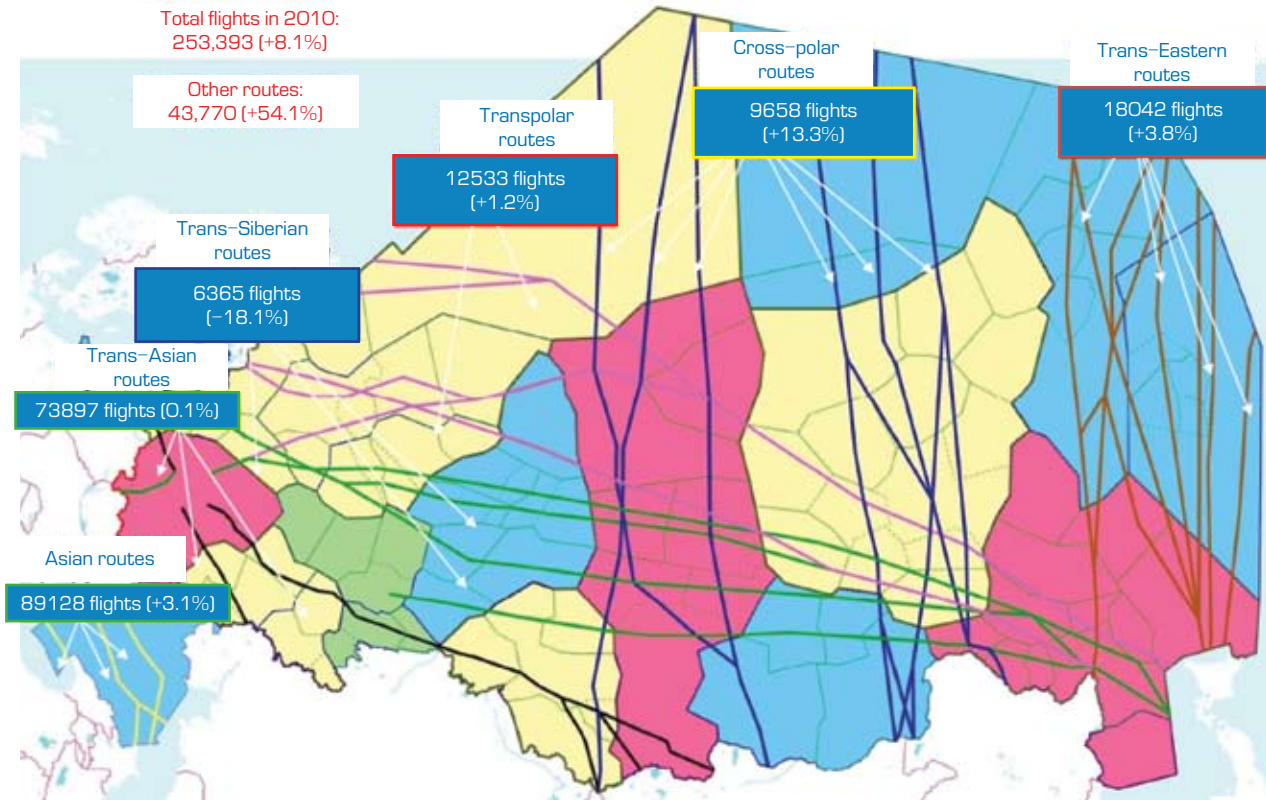 Total flights in 2010:
253,393 (+8.1%)
Other routes:
43,770 (+54.1%)
Cross-polar
routes
9658 flights
(+13.3%)
Trans-Eastern
routes
18042 flights
(+3.8%)
Transpolar
routes
12533 flights
(+1.2%)
Trans-Siberian
routes
6365 flights
(-18.1%)
Trans-Asian
routes
73897 flights (0.1%)
Asian routes
89128 flights (+3.1%)